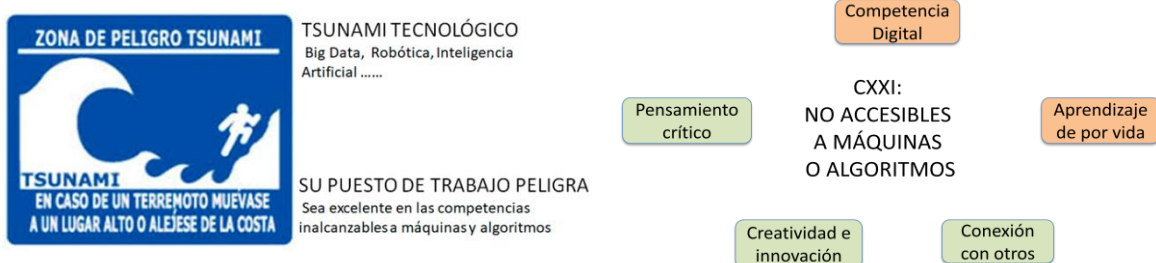 ZONA DE PELIGRO TSUNAMI
TSUNAMI
EN CASO DE UN TERREMOTO MUÉVASE
A UN LUGAR ALTO O ALEJESE DE LA COSTA
TSUNAMI TECNOLÓGICO
Big Data, Robótica, Inteligencia
Artificial ......
SU PUESTO DE TRABAJO PELIGRA
Sea excelente en las competencias
inalcanzables a máquinas y algoritmos
Competencia
Digital
Pensamiento
crítico
CXXI:
NO ACCESIBLES
A MÁQUINAS
O ALGORITMOS
Aprendizaje
de por vida
Creatividad e
innovación
Conexión
con otros